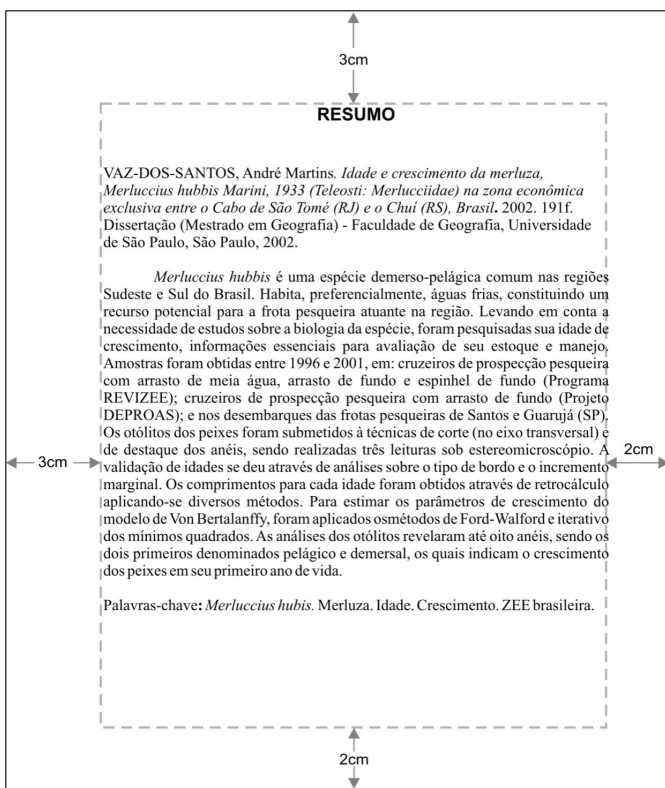 3cm
RESUMO
VAZ-DOS-SANTOS, André Martins. Idade e crescimento da merluza,
Merluccius hubbis Marini, 1933 (Teleosti: Merlucciidae) na zona econômica
exclusiva entre o Cabo de São Tomé (RJ) e o Chuí (RS), Brasil. 2002. 191f.
Dissertação (Mestrado em Geografia) - Faculdade de Geografia, Universidade
de São Paulo, São Paulo, 2002.
Merluccius hubbis é uma espécie demerso-pelágica comum nas regiões
Sudeste e Sul do Brasil. Habita, preferencialmente, águas frias, constituindo um
recurso potencial para a frota pesqueira atuante na região. Levando em conta a
necessidade de estudos sobre a biologia da espécie, foram pesquisadas sua idade de
crescimento, informações essenciais para avaliação de seu estoque e manejo.
Amostras foram obtidas entre 1996 e 2001, em: cruzeiros de prospecção pesqueira
com arrasto de meia água, arrasto de fundo e espinhel de fundo (Programa
REVIZEE); cruzeiros de prospecção pesqueira com arrasto de fundo (Projeto
DEPROAS); e nos desembarques das frotas pesqueiras de Santos e Guarujá (SP).
Os otólitos dos peixes foram submetidos à técnicas de corte (no eixo transversal) e
de destaque dos anéis, sendo realizadas três leituras sob estereomicroscópio. A
validação de idades se deu através de análises sobre o tipo de bordo e o incremento
marginal. Os comprimentos para cada idade foram obtidos através de retrocálculo
aplicando-se diversos métodos. Para estimar os parâmetros de crescimento do
modelo de Von Bertalanffy, foram aplicados osmétodos de Ford-Walford e iterativo
dos mínimos quadrados. As análises dos otólitos revelaram até oito anéis, sendo os
dois primeiros denominados pelágico e demersal, os quais indicam o crescimento
dos peixes em seu primeiro ano de vida.
Palavras-chave: Merluccius hubis. Merluza. Idade. Crescimento. ZEE brasileira.
3cm
2cm
2cm